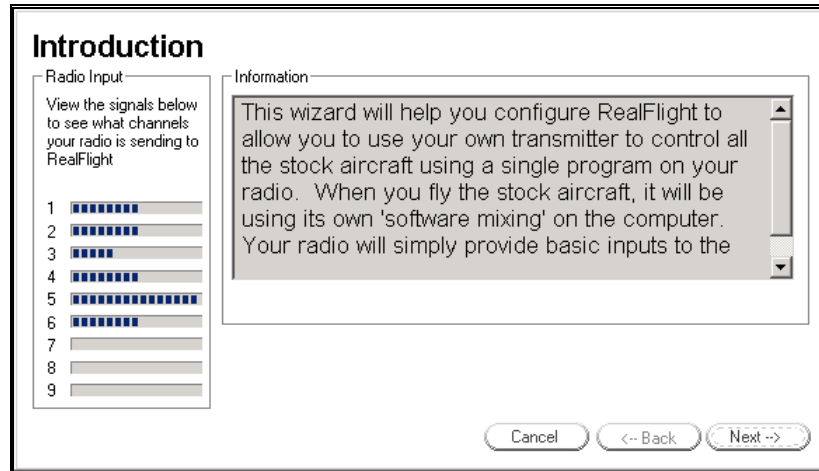 Introduction
Radio Input
View the signals below
to see what channels
your radio is sending to
RealFlight
1
2
3
4
5
6
7
8
9
Information
This wizard will help you configure RealFlight to
allow you to use your own transmitter to control all
the stock aircraft using a single program on your
radio.  When you fly the stock aircraft, it will be
using its own 'software mixing' on the computer.
Your radio will simply provide basic inputs to the
Cancel
<-- Back
Next -->